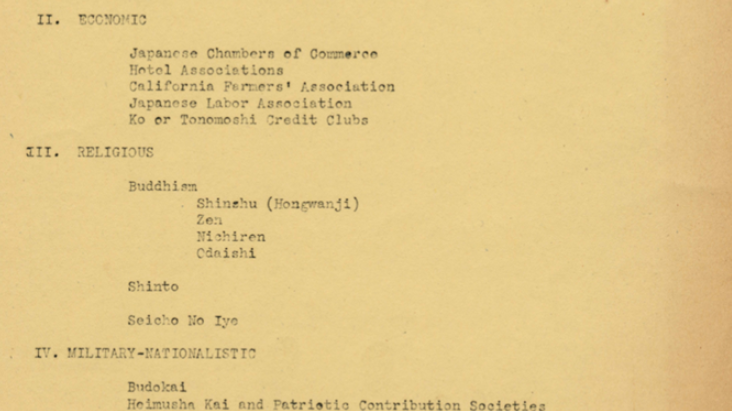 II. ECONOMIC
Japanese Chambers of Commerce
Hotel Associations
California Farmers' Association
Japanese Labor Association
Ko or Tonomoshi Credit Clubs
III. RELIGIOUS
Buddhism
Shinshu (Hongwanji)
Zen
Nichiren
Odaishi
Shinto
Seicho No Iye
IV. MILITARY-NATIONALISTIC
Budokai
Heimusha Kai and Patriotic Contribution Societies